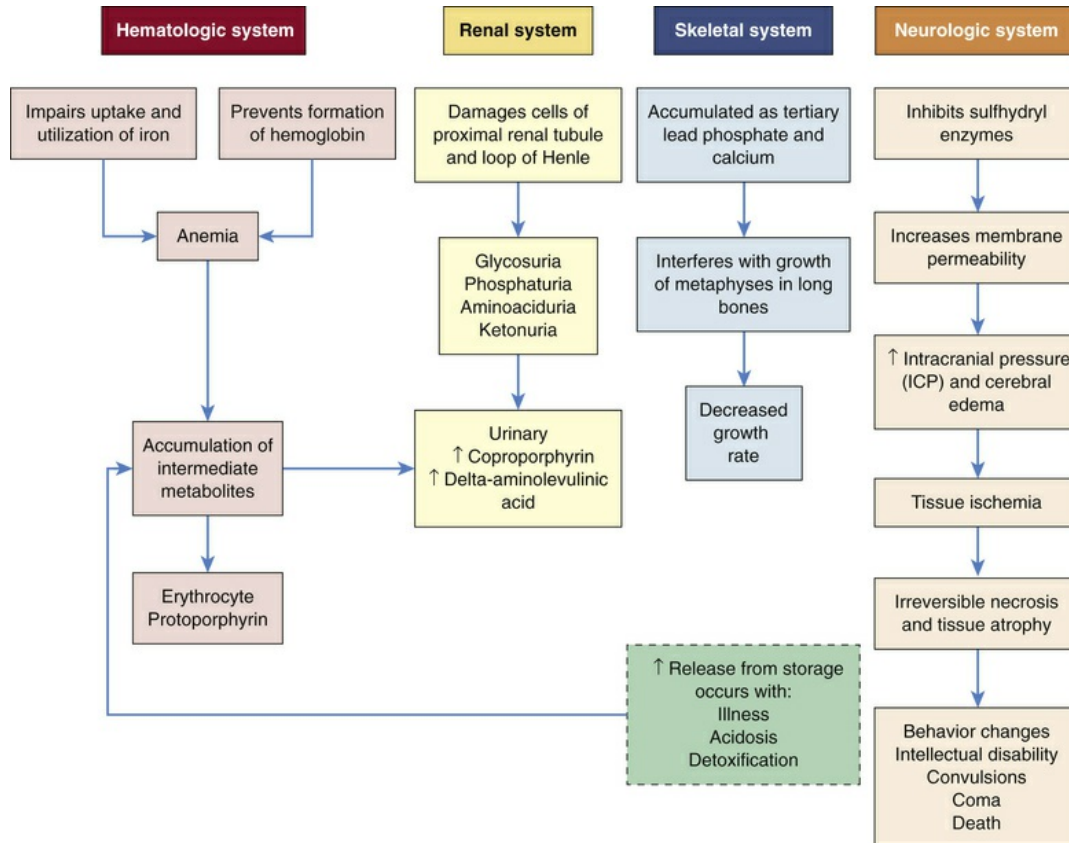 Hematologic system
Renal system
Skeletal system
Neurologic system
Impairs uptake and
utilization of iron
Prevents formation
of hemoglobin
Anemia
Accumulation of
intermediate
metabolites
Erythrocyte
Protoporphyrin
Damages cells of
proximal renal tubule
and loop of Henle
Glycosuria
Phosphaturia
Aminoaciduria
Ketonuria
Urinary
↑ Coproporphyrin
↑ Delta-aminolevulinic
acid
Accumulated as tertiary
lead phosphate and
calcium
Interferes with growth
of metaphyses in long
bones
Decreased
growth
rate
↑ Release from storage
occurs with:
Illness
Acidosis
Detoxification
Inhibits sulfhydryl
enzymes
Increases membrane
permeability
↑ Intracranial pressure
(ICP) and cerebral
edema
Tissue ischemia
Irreversible necrosis
and tissue atrophy
Behavior changes
Intellectual disability
Convulsions
Coma
Death